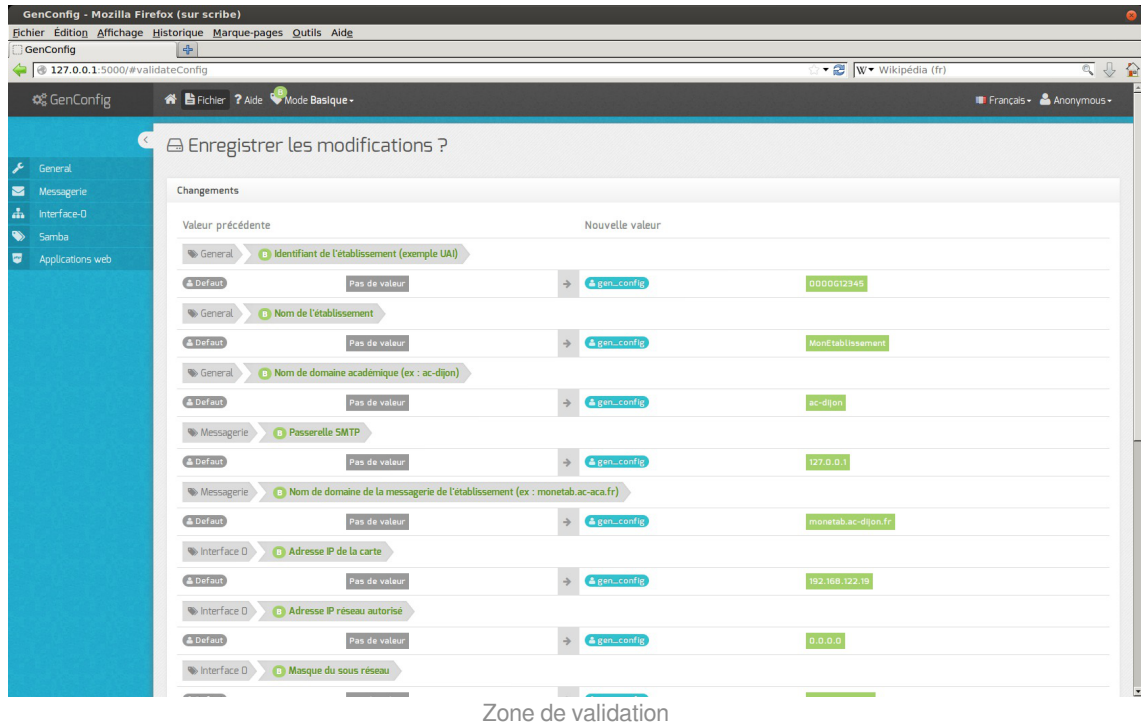 GenConfig - Mozilla Firefox (sur scribe)
Fichier Édition Affichage Historique Marque-pages Outils Aide
GenConfig
127.0.0.1:5000/#validateConfig W Wikipédia (fr)
GenConfig Fichier ? Aide B Mode Basique Français Anonymous
Enregistrer les modifications ?
General
Messagerie
Interface-0
Samba
Applications web
Changements
Valeur précédente Nouvelle valeur
General B Identifiant de l'établissement (exemple UAI)
Defaut Pas de valeur → gen_config 0000G12345
General B Nom de l'établissement
Defaut Pas de valeur → gen_config MonEtablissement
General B Nom de domaine académique (ex : ac-dijon)
Defaut Pas de valeur → gen_config ac-dijon
Messagerie B Passerelle SMTP
Defaut Pas de valeur → gen_config 127.0.0.1
Messagerie B Nom de domaine de la messagerie de l'établissement (ex : monetab.ac-aca.fr)
Defaut Pas de valeur → gen_config monetab.ac-dijon.fr
Interface 0 B Adresse IP de la carte
Defaut Pas de valeur → gen_config 192.168.122.19
Interface 0 B Adresse IP réseau autorisé
Defaut Pas de valeur → gen_config 0.0.0.0
Interface 0 B Masque du sous réseau
Zone de validation